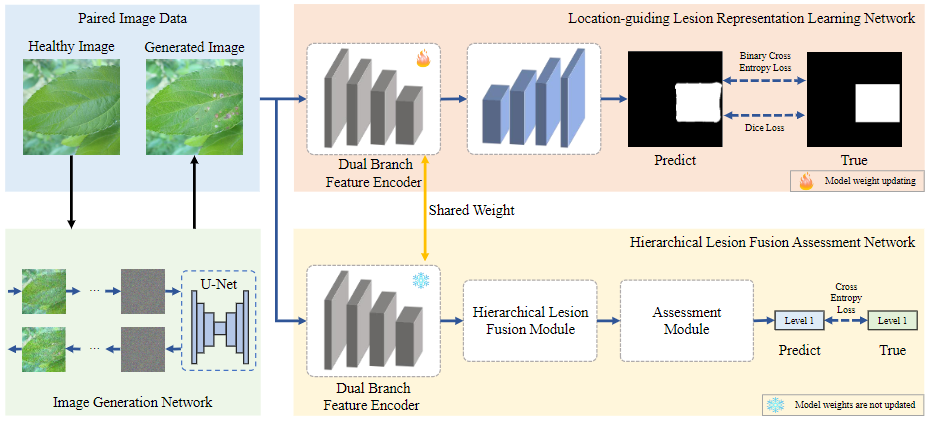 Paired Image Data
Healthy Image
Generated Image
Image Generation Network
U-Net
...
...
Location-guiding Lesion Representation Learning Network
Dual Branch
Feature Encoder
Binary Cross
Entropy Loss
Dice Loss
Predict
True
Model weight updating
Shared Weight
Hierarchical Lesion Fusion Assessment Network
Dual Branch
Feature Encoder
Hierarchical Lesion
Fusion Module
Assessment
Module
Cross
Entropy
Loss
Level 1
Level 1
Predict
True
Model weights are not updated